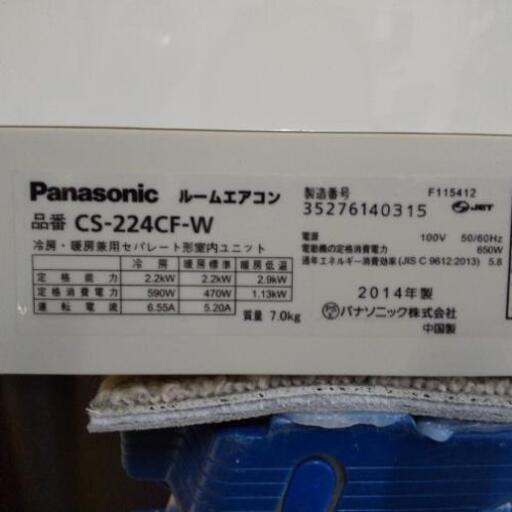 Panasonic ルームエアコン
品番 CS-224CF-W
冷房・暖房兼用セパレート形室内ユニット
冷房 暖房標準 暖房低温
定格能力 2.2kW 2.2kW 2.9kW
定格消費電力 590W 470W 1.13kW
運転電流 6.55A 5.20A
質量 7.0kg
製造番号 F115412
35276140315 JET
電源 100V 50/60Hz
電動機の定格消費電力 650W
通年エネルギー消費効率(JIS C 9612:2013) 5.8
2014年製
パナソニック株式会社
中国製